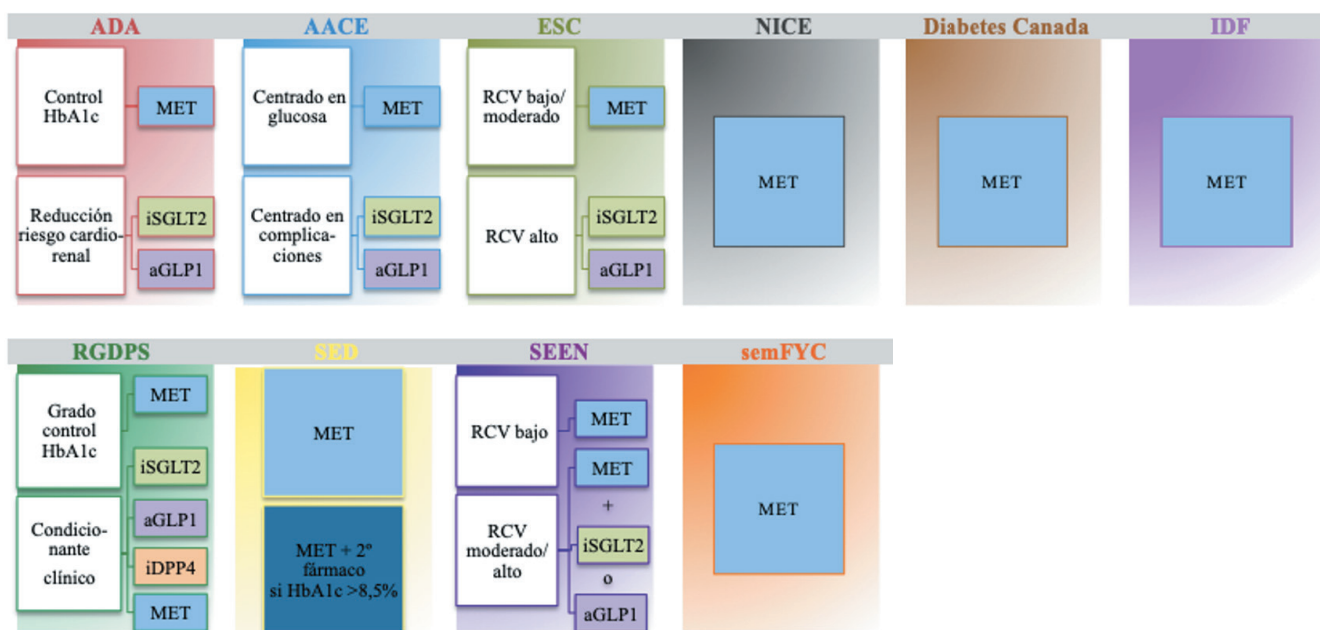 ADA
AACE
ESC
NICE
Diabetes Canada
IDF
Control
HbA1c
MET
Reducción
riesgo cardio-
renal
iSGLT2
aGLP1
Centrado en
glucosa
MET
Centrado en
complica-
ciones
iSGLT2
aGLP1
RCV bajo/
moderado
MET
RCV alto
iSGLT2
aGLP1
MET
MET
MET
RGDPS
SED
SEEN
semFYC
Grado
control
HbA1c
MET
Condicio-
nante
clínico
iSGLT2
aGLP1
iDPP4
MET
MET
MET + 2º
fármaco
si HbA1c >8,5%
RCV bajo
MET
RCV
moderado/
alto
MET
+
iSGLT2
o
aGLP1
MET